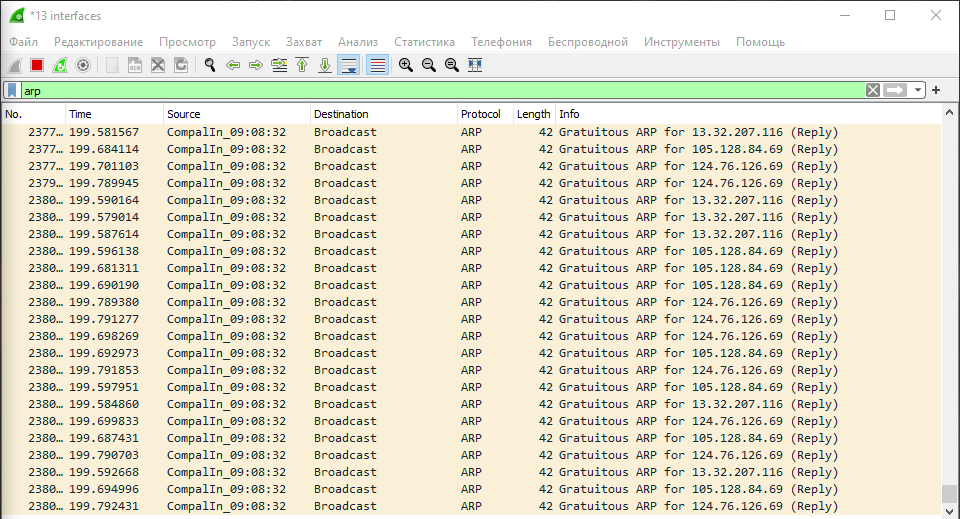 *13 interfaces
Файл Редактирование Просмотр Запуск Захват Анализ Статистика Телефония Беспроводной Инструменты Помощь
arp
No. Time Source Destination Protocol Length Info
2377… 199.581567 CompalIn_09:08:32 Broadcast ARP 42 Gratuitous ARP for 13.32.207.116 (Reply)
2377… 199.684114 CompalIn_09:08:32 Broadcast ARP 42 Gratuitous ARP for 105.128.84.69 (Reply)
2377… 199.701103 CompalIn_09:08:32 Broadcast ARP 42 Gratuitous ARP for 124.76.126.69 (Reply)
2379… 199.789945 CompalIn_09:08:32 Broadcast ARP 42 Gratuitous ARP for 124.76.126.69 (Reply)
2380… 199.590164 CompalIn_09:08:32 Broadcast ARP 42 Gratuitous ARP for 13.32.207.116 (Reply)
2380… 199.579014 CompalIn_09:08:32 Broadcast ARP 42 Gratuitous ARP for 13.32.207.116 (Reply)
2380… 199.587614 CompalIn_09:08:32 Broadcast ARP 42 Gratuitous ARP for 13.32.207.116 (Reply)
2380… 199.596138 CompalIn_09:08:32 Broadcast ARP 42 Gratuitous ARP for 105.128.84.69 (Reply)
2380… 199.681311 CompalIn_09:08:32 Broadcast ARP 42 Gratuitous ARP for 105.128.84.69 (Reply)
2380… 199.690190 CompalIn_09:08:32 Broadcast ARP 42 Gratuitous ARP for 105.128.84.69 (Reply)
2380… 199.789380 CompalIn_09:08:32 Broadcast ARP 42 Gratuitous ARP for 124.76.126.69 (Reply)
2380… 199.791277 CompalIn_09:08:32 Broadcast ARP 42 Gratuitous ARP for 124.76.126.69 (Reply)
2380… 199.698269 CompalIn_09:08:32 Broadcast ARP 42 Gratuitous ARP for 124.76.126.69 (Reply)
2380… 199.692973 CompalIn_09:08:32 Broadcast ARP 42 Gratuitous ARP for 105.128.84.69 (Reply)
2380… 199.791853 CompalIn_09:08:32 Broadcast ARP 42 Gratuitous ARP for 124.76.126.69 (Reply)
2380… 199.597951 CompalIn_09:08:32 Broadcast ARP 42 Gratuitous ARP for 105.128.84.69 (Reply)
2380… 199.584860 CompalIn_09:08:32 Broadcast ARP 42 Gratuitous ARP for 13.32.207.116 (Reply)
2380… 199.699833 CompalIn_09:08:32 Broadcast ARP 42 Gratuitous ARP for 124.76.126.69 (Reply)
2380… 199.687431 CompalIn_09:08:32 Broadcast ARP 42 Gratuitous ARP for 105.128.84.69 (Reply)
2380… 199.790703 CompalIn_09:08:32 Broadcast ARP 42 Gratuitous ARP for 124.76.126.69 (Reply)
2380… 199.592668 CompalIn_09:08:32 Broadcast ARP 42 Gratuitous ARP for 13.32.207.116 (Reply)
2380… 199.694996 CompalIn_09:08:32 Broadcast ARP 42 Gratuitous ARP for 105.128.84.69 (Reply)
2380… 199.792431 CompalIn_09:08:32 Broadcast ARP 42 Gratuitous ARP for 124.76.126.69 (Reply)